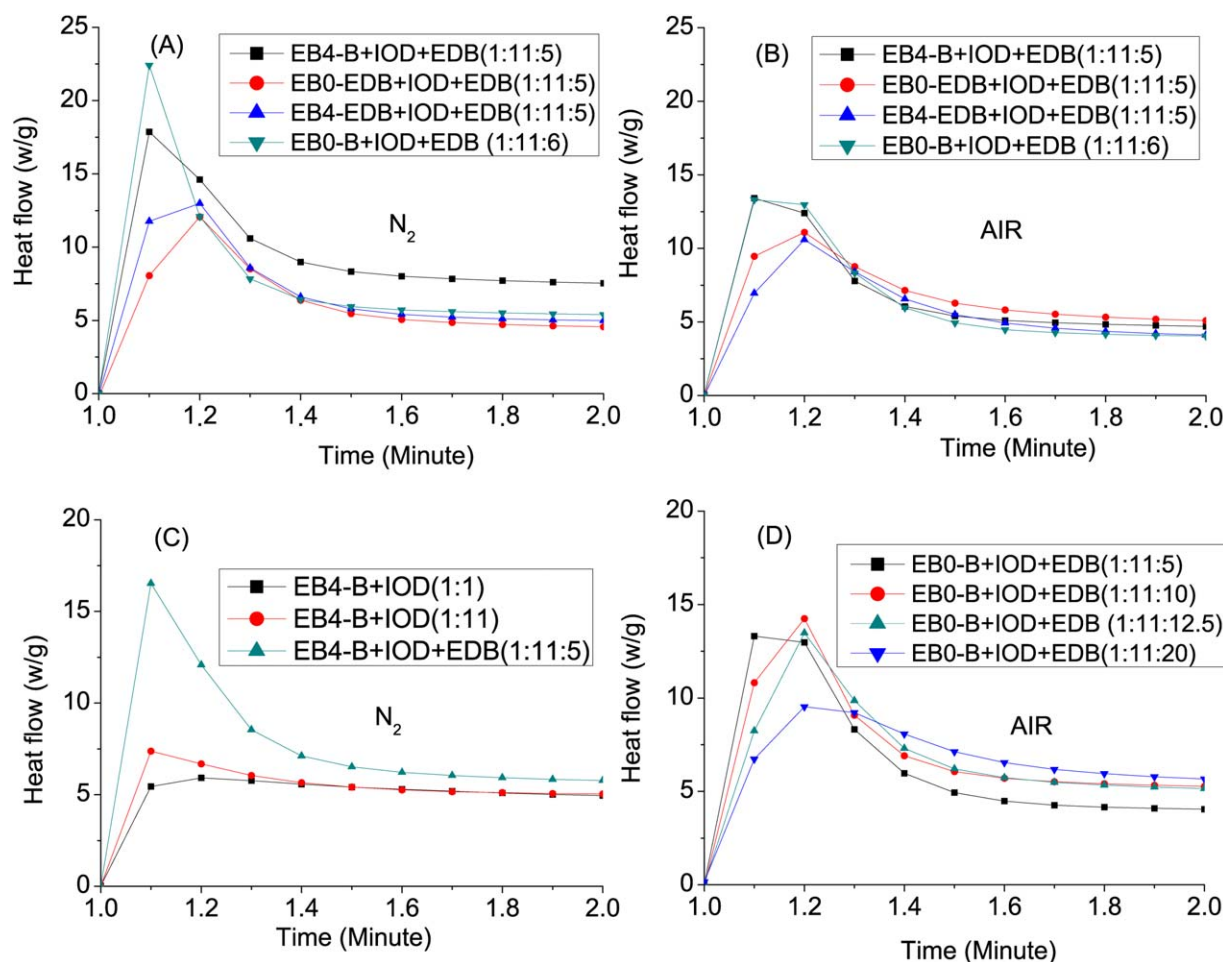 (A)
EB4-B+IOD+EDB(1:11:5)
EB0-EDB+IOD+EDB(1:11:5)
EB4-EDB+IOD+EDB(1:11:5)
EB0-B+IOD+EDB (1:11:6)
N2
25
20
15
10
5
0
Heat flow (w/g)
1.0 1.2 1.4 1.6 1.8 2.0
Time (Minute)
(B)
EB4-B+IOD+EDB(1:11:5)
EB0-EDB+IOD+EDB(1:11:5)
EB4-EDB+IOD+EDB(1:11:5)
EB0-B+IOD+EDB (1:11:6)
AIR
25
20
15
10
5
0
Heat flow (w/g)
1.0 1.2 1.4 1.6 1.8 2.0
Time (Minute)
(C)
EB4-B+IOD(1:1)
EB4-B+IOD(1:11)
EB4-B+IOD+EDB(1:11:5)
N2
20
15
10
5
0
Heat flow (w/g)
1.0 1.2 1.4 1.6 1.8 2.0
Time (Minute)
(D)
EB0-B+IOD+EDB(1:11:5)
EB0-B+IOD+EDB(1:11:10)
EB0-B+IOD+EDB (1:11:12.5)
EB0-B+IOD+EDB(1:11:20)
AIR
20
15
10
5
0
Heat flow (w/g)
1.0 1.2 1.4 1.6 1.8 2.0
Time (Minute)